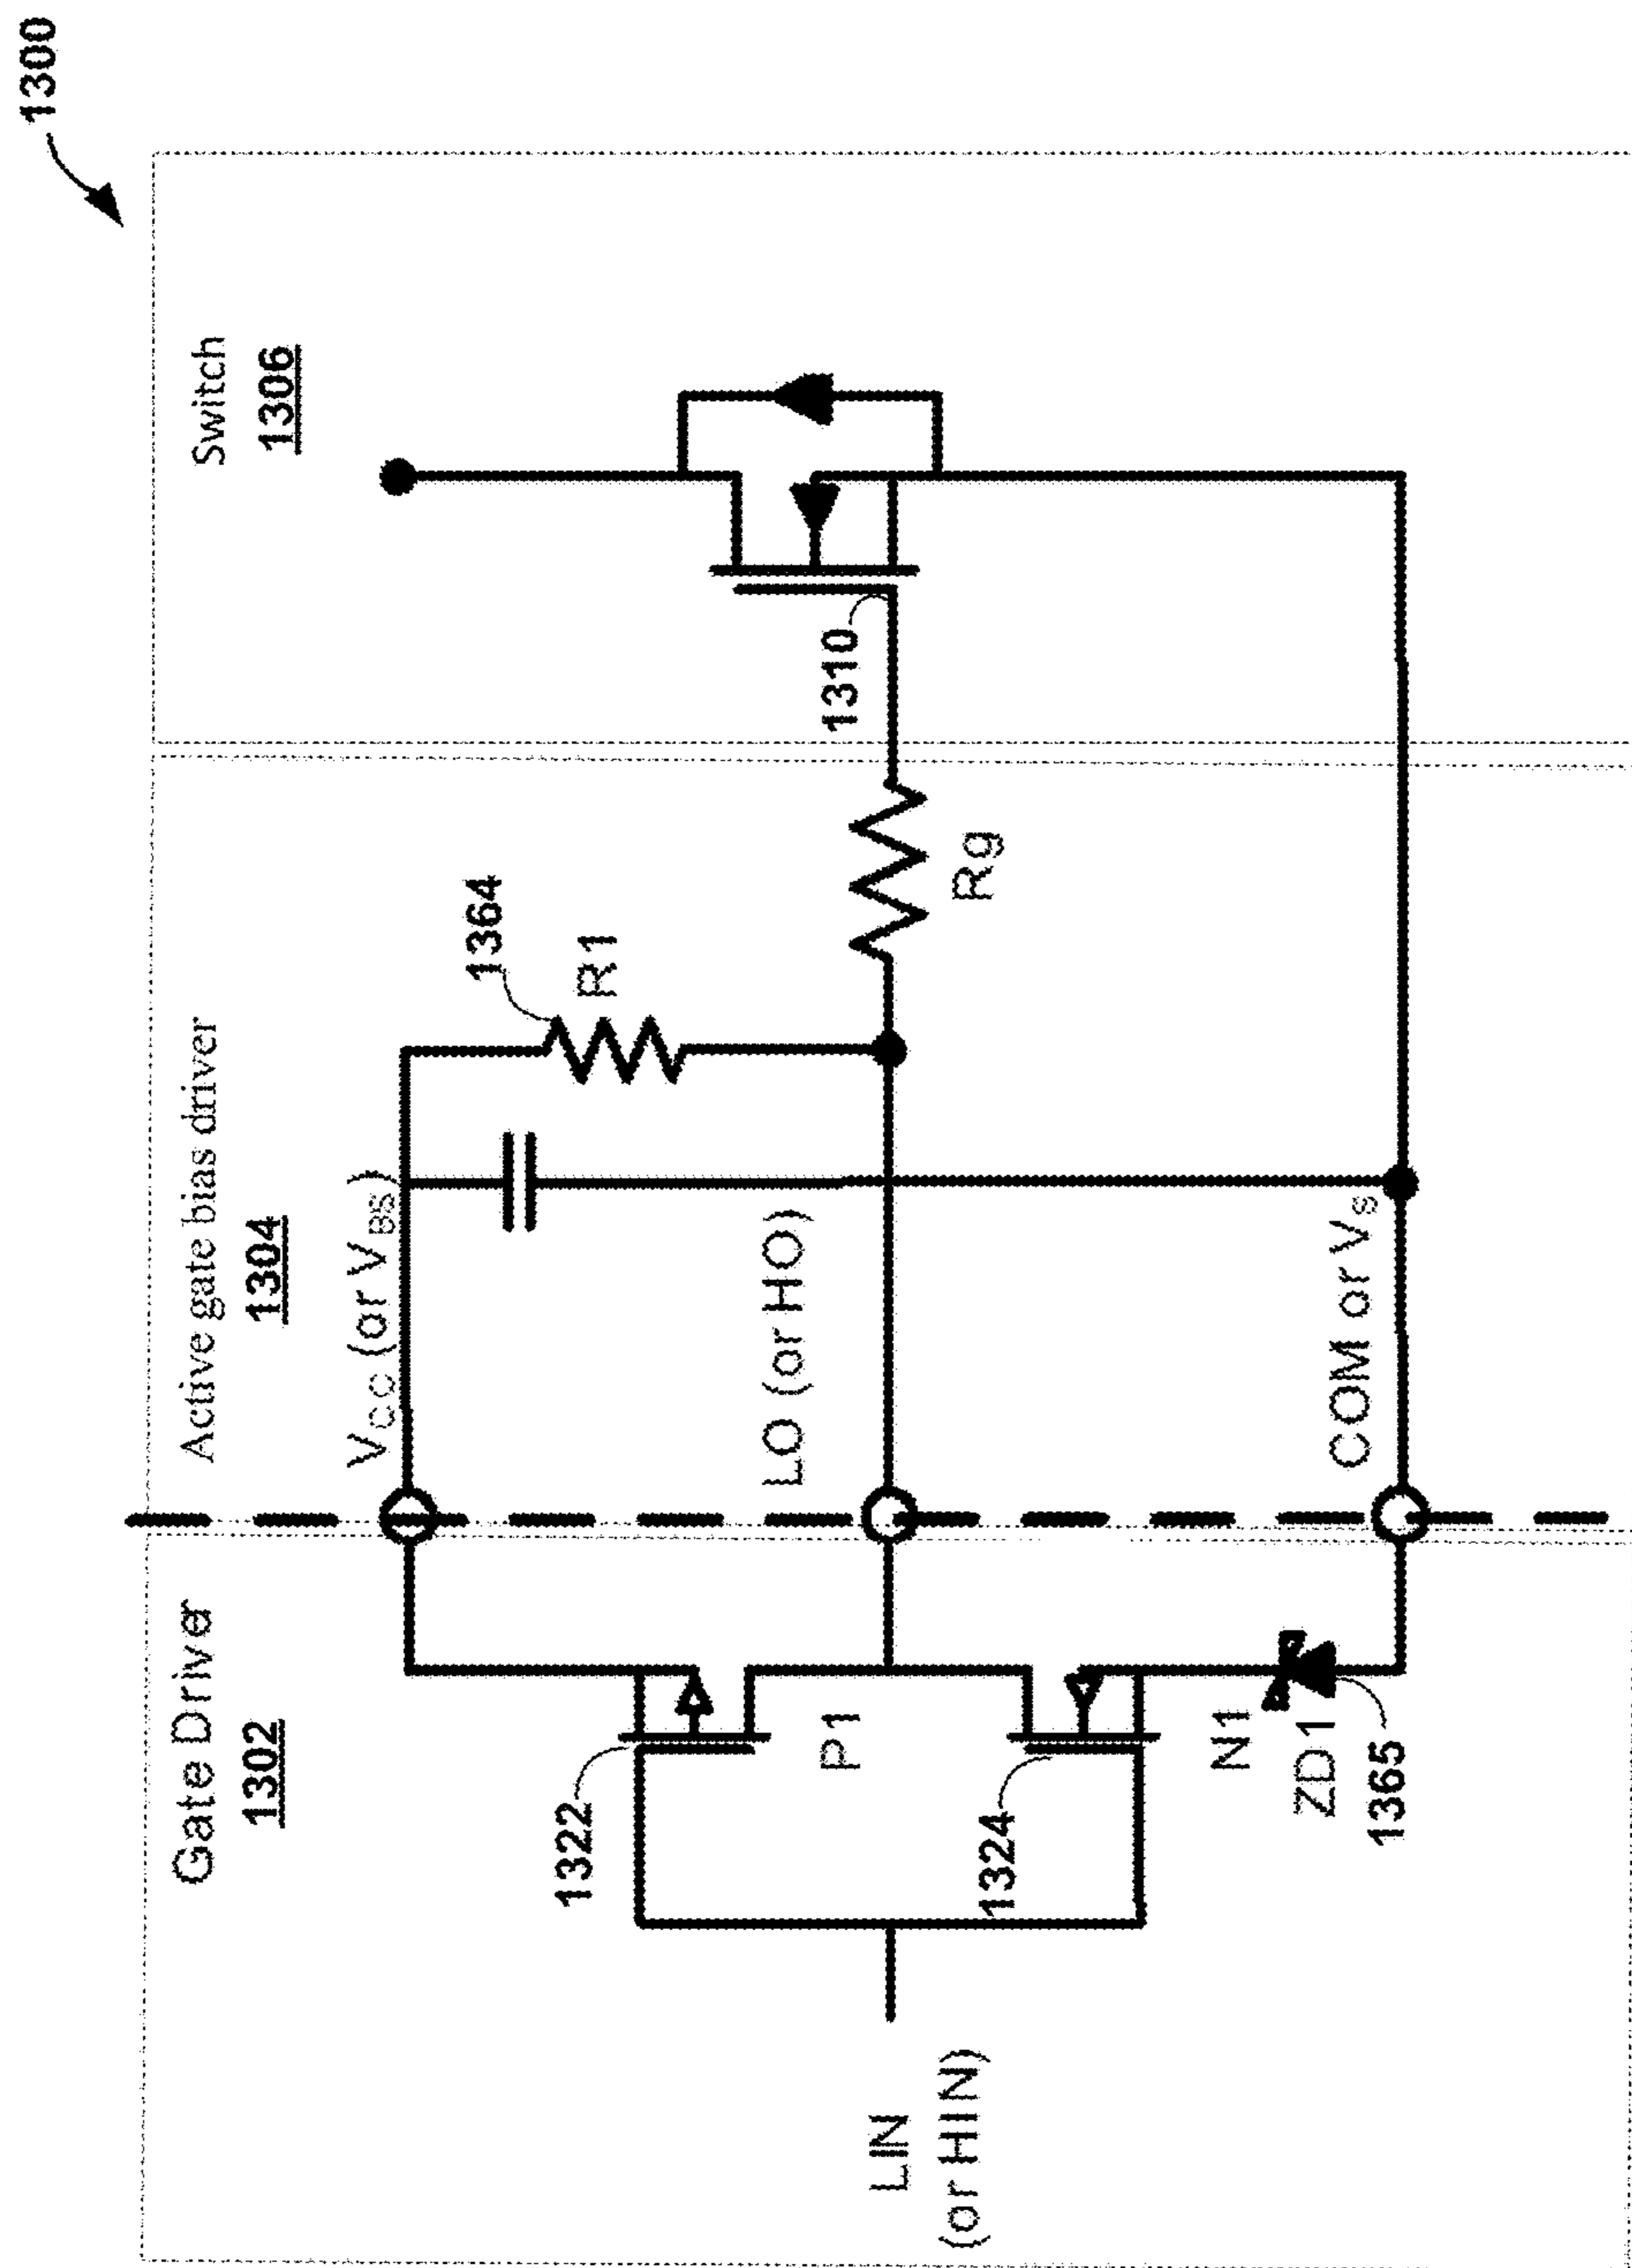 1300
Gate Driver
1302
Active gate bias driver
1304
Switch
1306
VCC (or VBS)
1364
R1
1322
P1
LO (or HO)
1310
Rg
LIN
(or HIN)
1324
N1
ZD1
1365
COM or VS